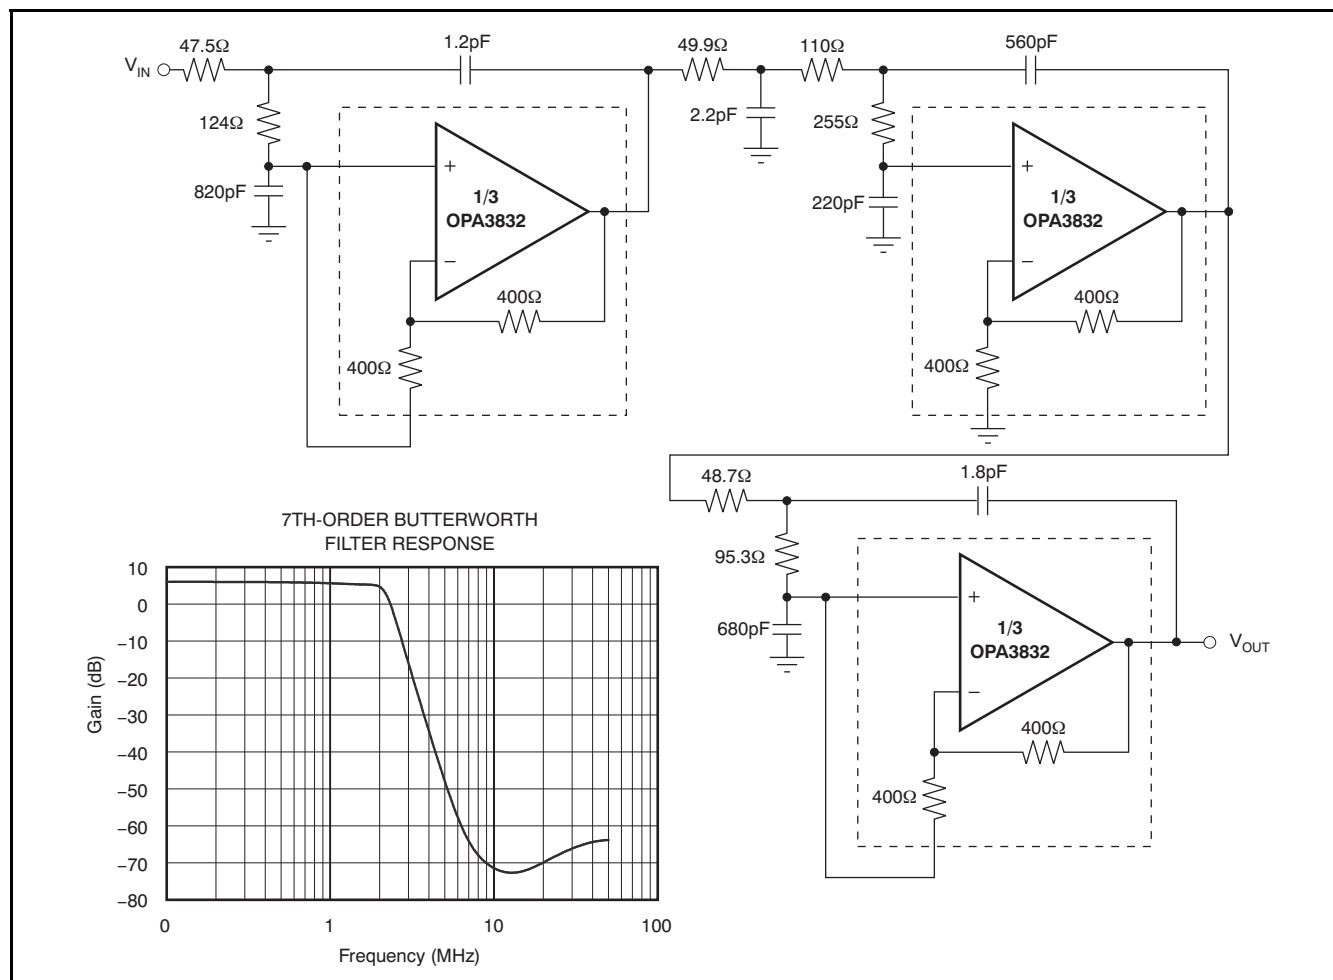 47.5Ω
1.2pF
49.9Ω
110Ω
560pF
V_IN
124Ω
2.2pF
255Ω
820pF
+
1/3
OPA3832
−
400Ω
400Ω
220pF
+
1/3
OPA3832
−
400Ω
400Ω
48.7Ω
1.8pF
95.3Ω
680pF
+
1/3
OPA3832
−
400Ω
400Ω
V_OUT
7TH-ORDER BUTTERWORTH
FILTER RESPONSE
Gain (dB)
10
0
−10
−20
−30
−40
−50
−60
−70
−80
0 1 10 100
Frequency (MHz)